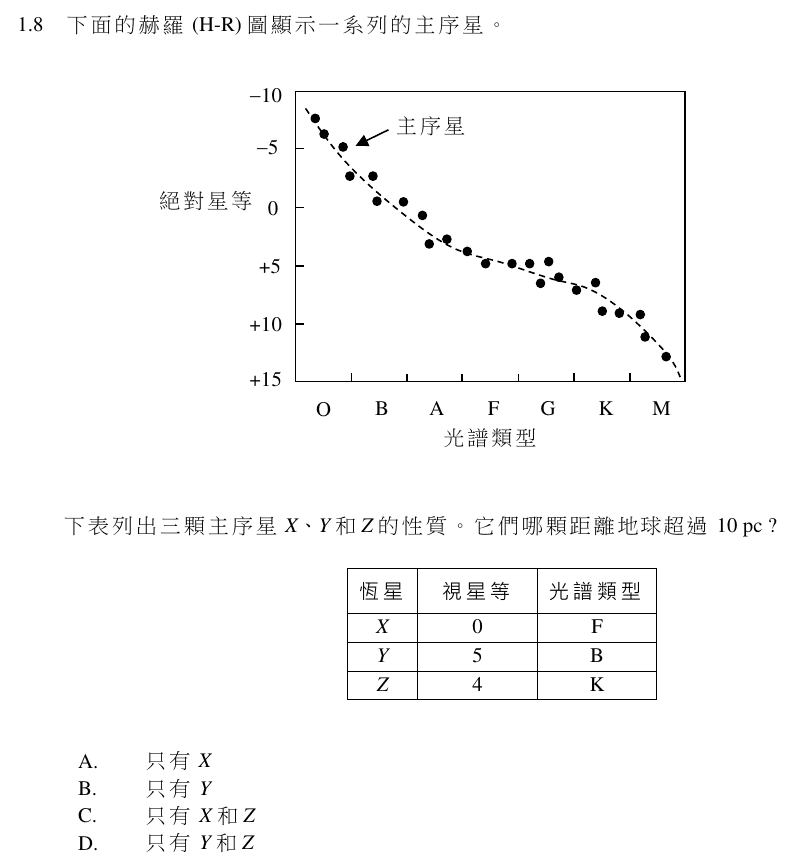 1.8 下面的赫羅 (H-R) 圖顯示一系列的主序星。
–10
主序星
–5
絕對星等 0
+5
+10
+15
O B A F G K M
光譜類型
下表列出三顆主序星 X、Y 和 Z 的性質。它們哪顆距離地球超過 10 pc?
恆星 視星等 光譜類型
X 0 F
Y 5 B
Z 4 K
A. 只有 X
B. 只有 Y
C. 只有 X 和 Z
D. 只有 Y 和 Z